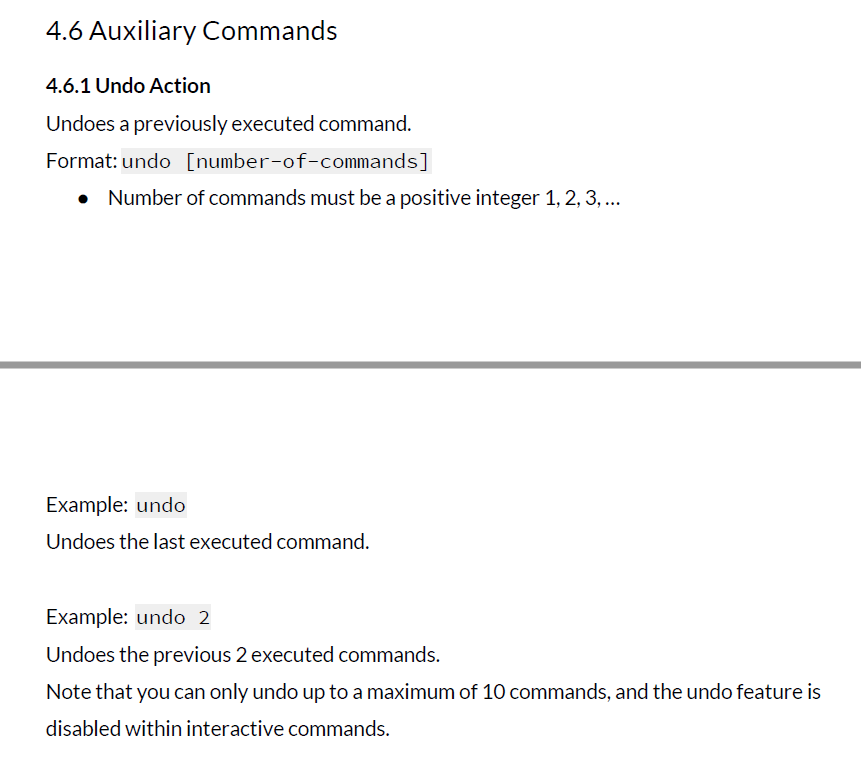 4.6 Auxiliary Commands
4.6.1 Undo Action
Undoes a previously executed command.
Format: undo [number-of-commands]
● Number of commands must be a positive integer 1, 2, 3, ...
Example: undo
Undoes the last executed command.
Example: undo 2
Undoes the previous 2 executed commands.
Note that you can only undo up to a maximum of 10 commands, and the undo feature is
disabled within interactive commands.